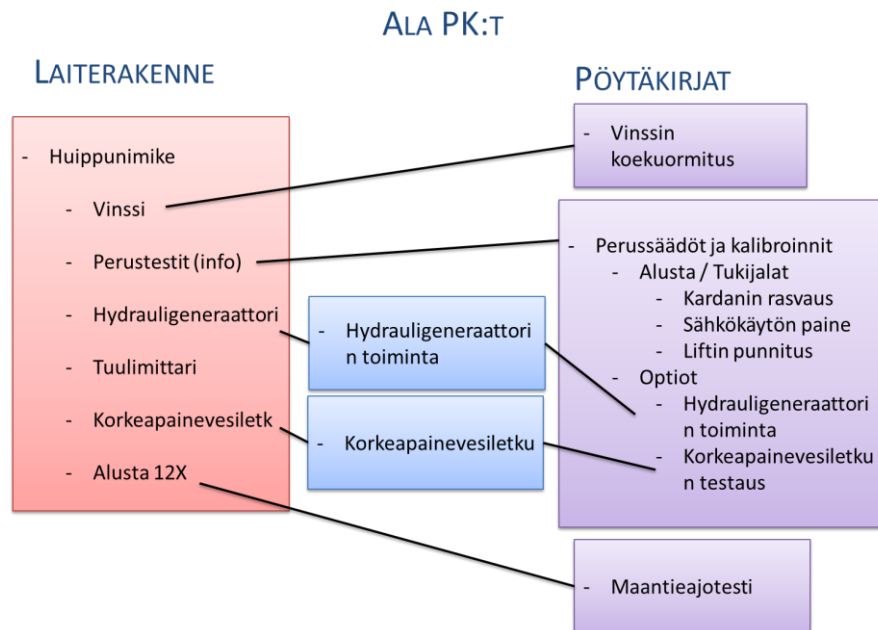 ALA PK:T
LAITERAKENNE
- Huippunimike
- Vinssi
- Perustestit (info)
- Hydrauligeneraattori
- Tuulimittari
- Korkeapainevesiletk
- Alusta 12X
- Hydrauligeneraattori
n toiminta
- Korkeapainevesiletku
PÖYTÄKIRJAT
- Vinssin
koekuormitus
- Perussäädöt ja kalibroinnit
- Alusta / Tukijalat
- Kardanin rasvaus
- Sähkökäytön paine
- Liftin punnitus
- Optiot
- Hydrauligeneraattori
n toiminta
- Korkeapainevesiletku
n testaus
- Maantieajotesti